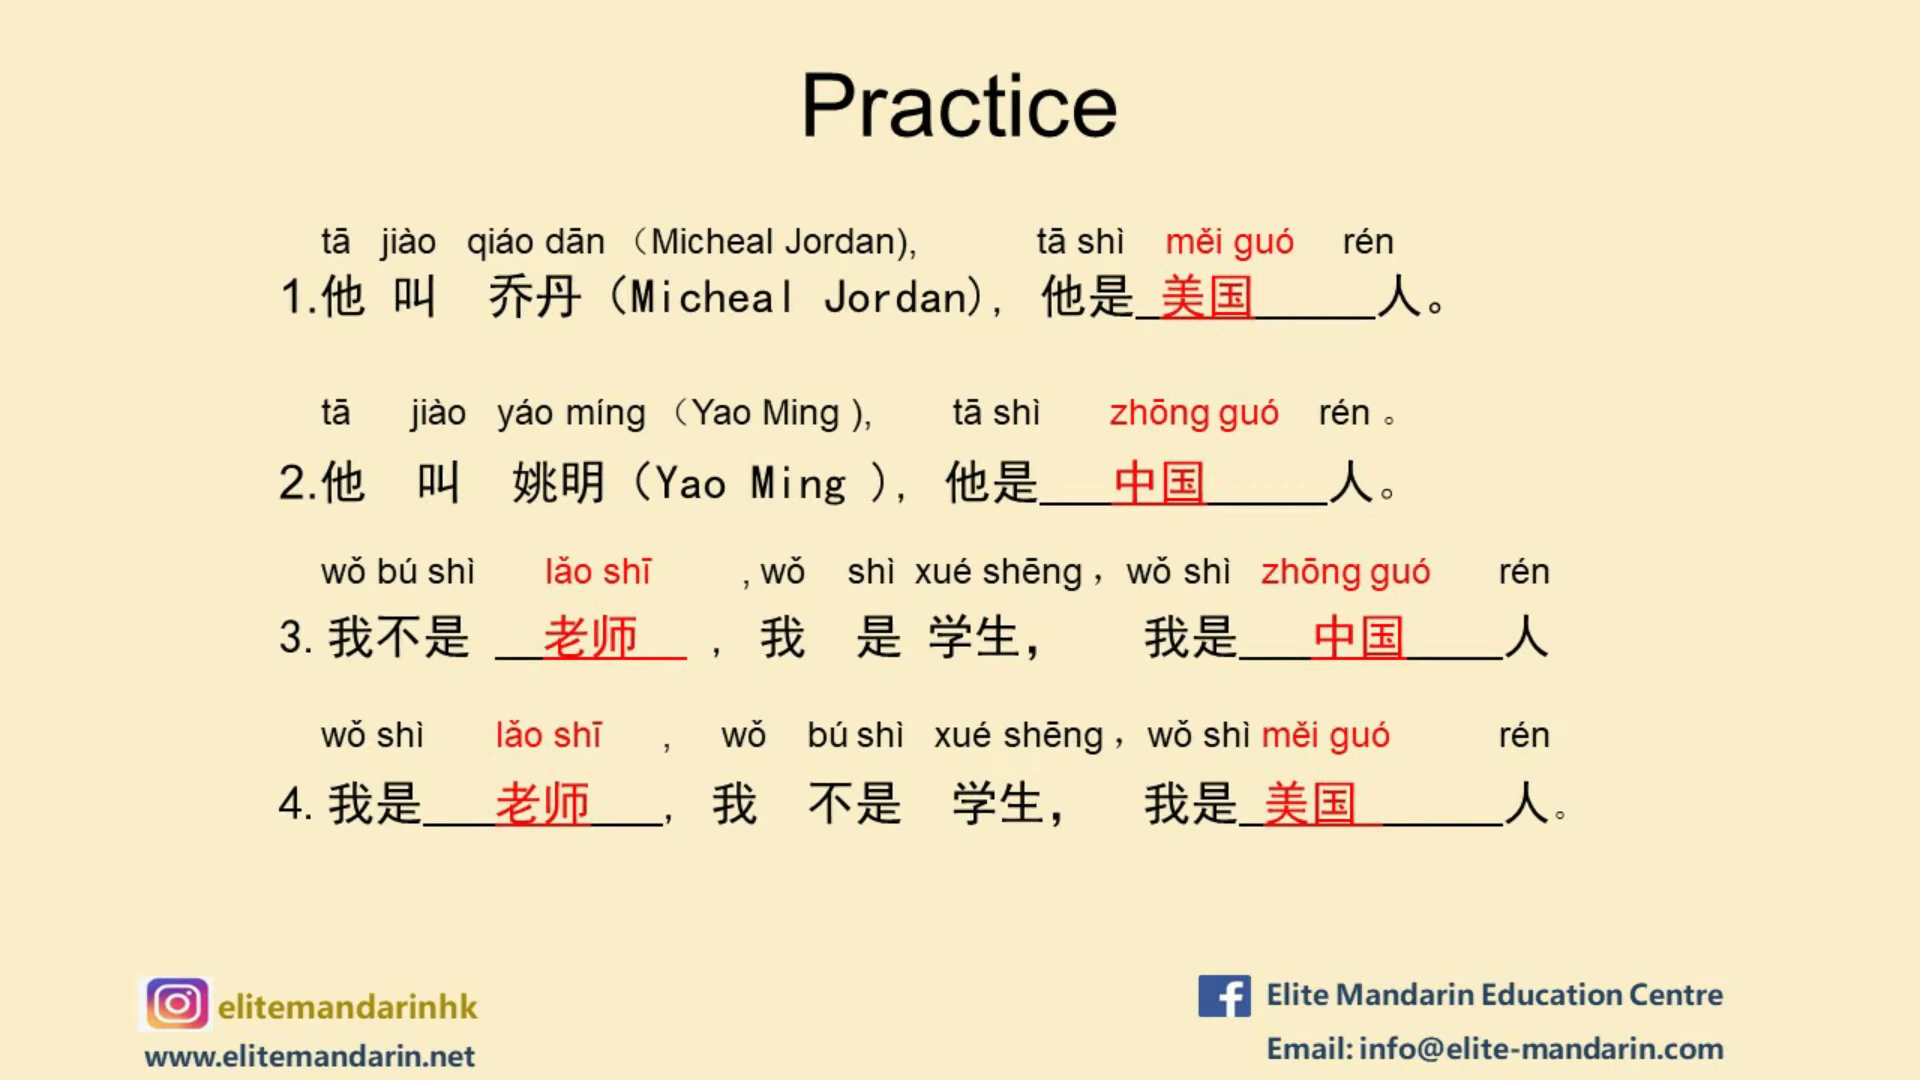 Practice
tā jiào qiáo dān （Micheal Jordan), tā shì měi guó rén
1.他 叫 乔丹（Micheal Jordan), 他是 美国 人。
tā jiào yáo míng （Yao Ming ), tā shì zhōng guó rén 。
2.他 叫 姚明（Yao Ming ), 他是 中国 人。
wǒ bú shì lǎo shī , wǒ shì xué shēng， wǒ shì zhōng guó rén
3. 我不是 老师 , 我 是 学生， 我是 中国 人
wǒ shì lǎo shī , wǒ bú shì xué shēng， wǒ shì měi guó rén
4. 我是 老师 , 我 不是 学生， 我是 美国 人。
elitemandarinhk
www.elitemandarin.net
Elite Mandarin Education Centre
Email: info@elite-mandarin.com